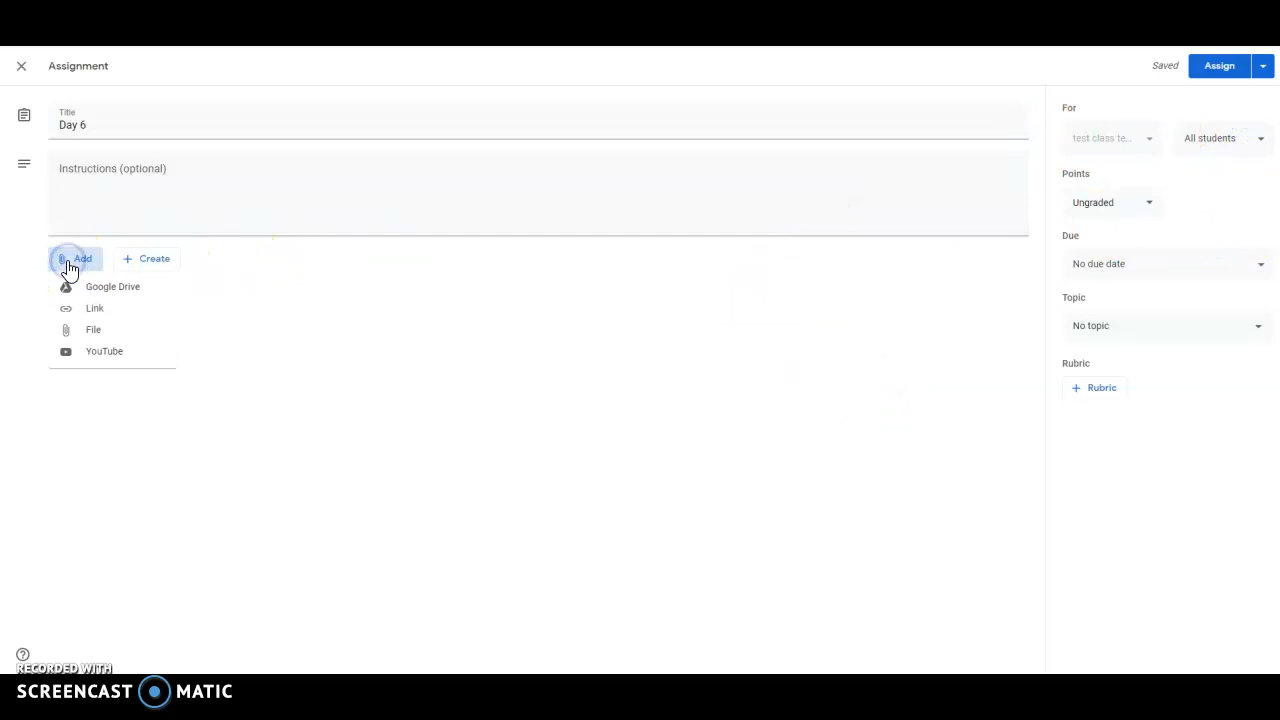 Assignment
Saved
Assign
Title
Day 6
Instructions (optional)
Add
Create
Google Drive
Link
File
YouTube
For
test class te...
All students
Points
Ungraded
Due
No due date
Topic
No topic
Rubric
Rubric
RECORDED WITH
SCREENCAST MATIC